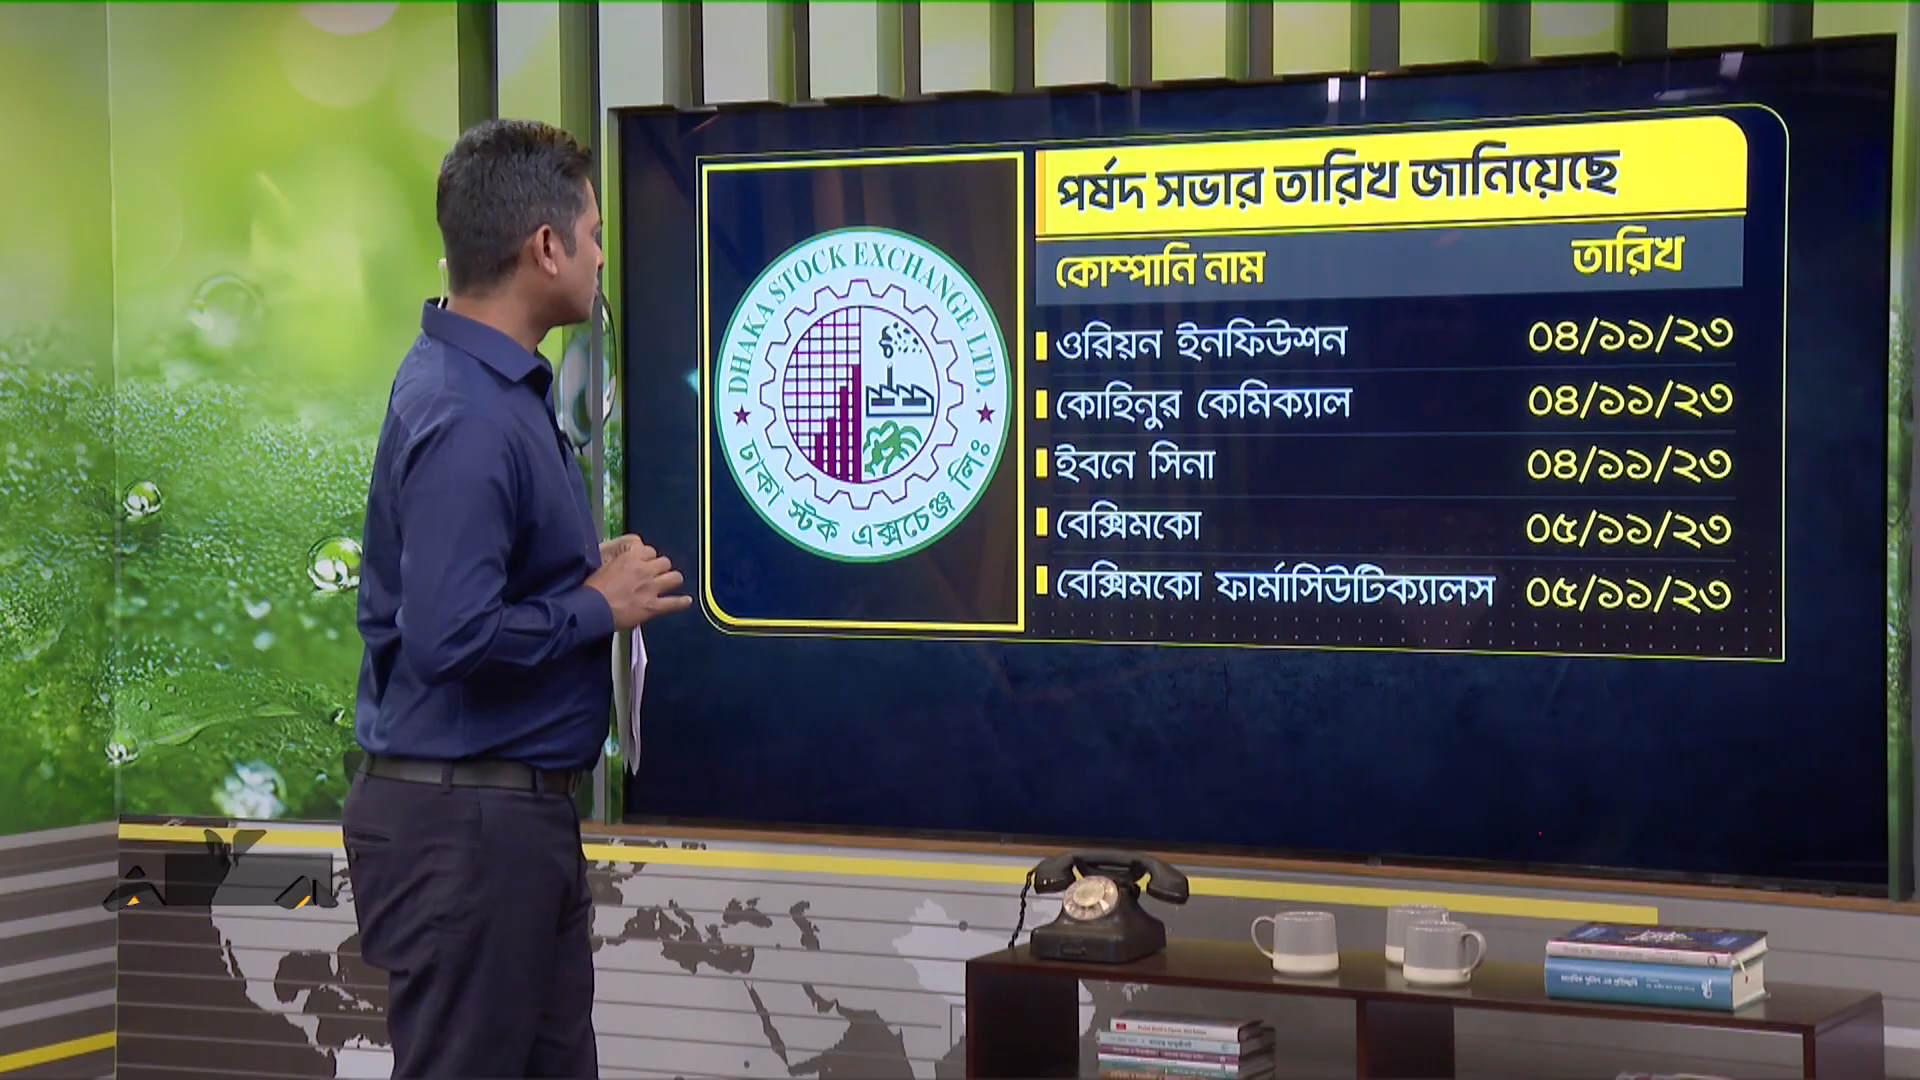 পর্ষদ সভার তারিখ জানিয়েছে
কোম্পানি নাম তারিখ
ওরিয়ন ইনফিউশন ০৪/১১/২৩
কোহিনুর কেমিক্যাল ০৪/১১/২৩
ইবনে সিনা ০৪/১১/২৩
বেক্সিমকো ০৫/১১/২৩
বেক্সিমকো ফার্মাসিউটিক্যালস ০৫/১১/২৩
DHAKA STOCK EXCHANGE LTD.
ঢাকা স্টক এক্সচেঞ্জ লিঃ